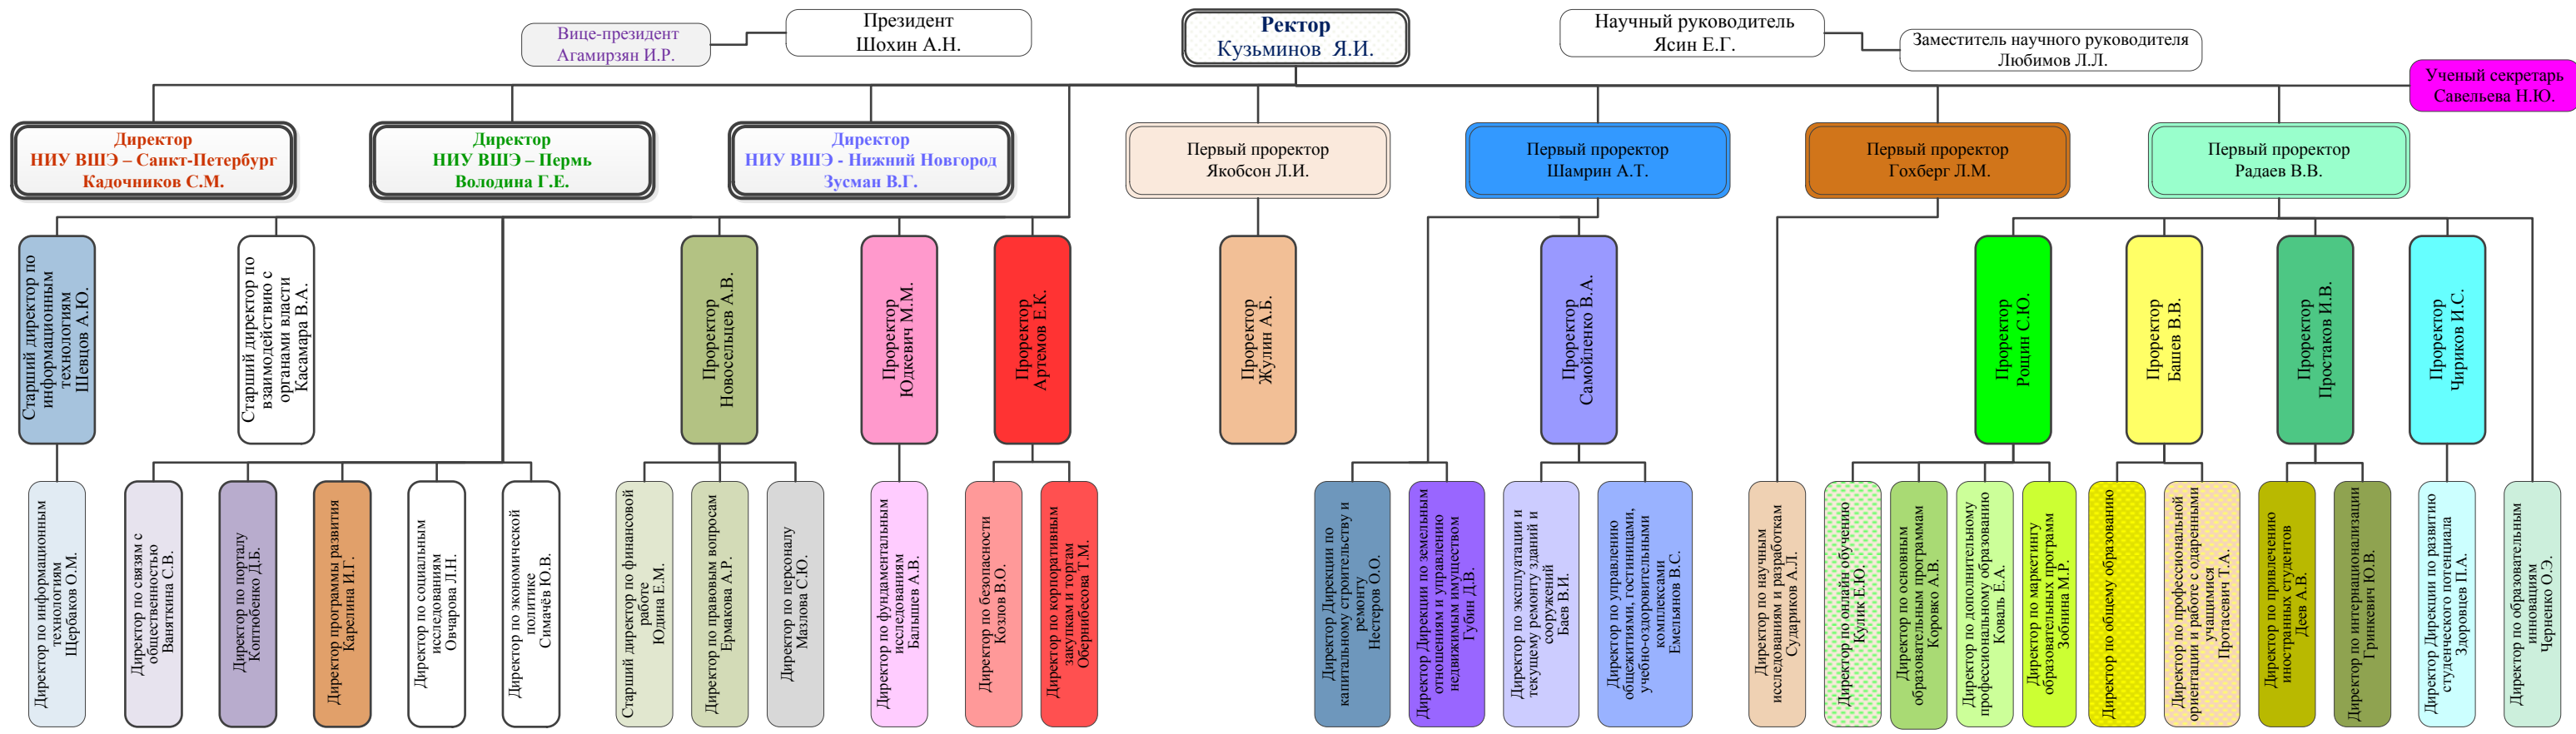 Вице-президент
Агамирзян И.Р.
Президент
Шохин А.Н.
Ректор
Кузьминов Я.И.
Научный руководитель
Ясин Е.Г.
Заместитель научного руководителя
Любимов Л.Л.
Ученый секретарь
Савельева Н.Ю.
Директор
НИУ ВШЭ – Санкт-Петербург
Кадочников С.М.
Директор
НИУ ВШЭ – Пермь
Володина Г.Е.
Директор
НИУ ВШЭ - Нижний Новгород
Зусман В.Г.
Первый проректор
Якобсон Л.И.
Первый проректор
Шамрин А.Т.
Первый проректор
Гохберг Л.М.
Первый проректор
Радаев В.В.
Старший директор по
информационным
технологиям
Шевцов А.Ю.
Старший директор по
взаимодействию с
органами власти
Касамара В.А.
Проректор
Новосельцев А.В.
Проректор
Юдкевич М.М.
Проректор
Артемов Е.К.
Проректор
Жулин А.Б.
Проректор
Самойленко В.А.
Проректор
Рощин С.Ю.
Проректор
Башев В.В.
Проректор
Простаков И.В.
Проректор
Чириков И.С.
Директор по информационным
технологиям
Щербаков О.М.
Директор по связям с
общественностью
Ваняткина С.В.
Директор по порталу
Коптюбенко Д.Б.
Директор программы развития
Карелина И.Г.
Директор по социальным
исследованиям
Овчарова Л.Н.
Директор по экономической
политике
Симачёв Ю.В.
Старший директор по финансовой
работе
Юдина Е.М.
Директор по правовым вопросам
Ермакова А.Р.
Директор по персоналу
Мазлова С.Ю.
Директор по фундаментальным
исследованиям
Балышев А.В.
Директор по безопасности
Козлов В.О.
Директор по корпоративным
закупкам и торгам
Обернибесова Т.М.
Директор Дирекции по
капитальному строительству и
ремонту
Нестеров О.О.
Директор Дирекции по земельным
отношениям и управлению
недвижимым имуществом
Губин Д.В.
Директор по эксплуатации и
текущему ремонту зданий и
сооружений
Баев В.И.
Директор по управлению
общежитиями, гостиницами,
учебно-оздоровительными
комплексами
Емельянов В.С.
Директор по научным
исследованиям и разработкам
Судариков А.Л.
Директор по онлайн обучению
Кулик Е.Ю.
Директор по основным
образовательным программам
Коровко А.В.
Директор по дополнительному
профессиональному образованию
Коваль Е.А.
Директор по маркетингу
образовательных программ
Зобнина М.Р.
Директор по общему образованию
Директор по профессиональной
ориентации и работе с одаренными
учащимися
Протасевич Т.А.
Директор по привлечению
иностранных студентов
Деев А.В.
Директор по интернационализации
Гринкевич Ю.В.
Директор Дирекции по развитию
студенческого потенциала
Здоровцев П.А.
Директор по образовательным
инновациям
Черненко О.Э.